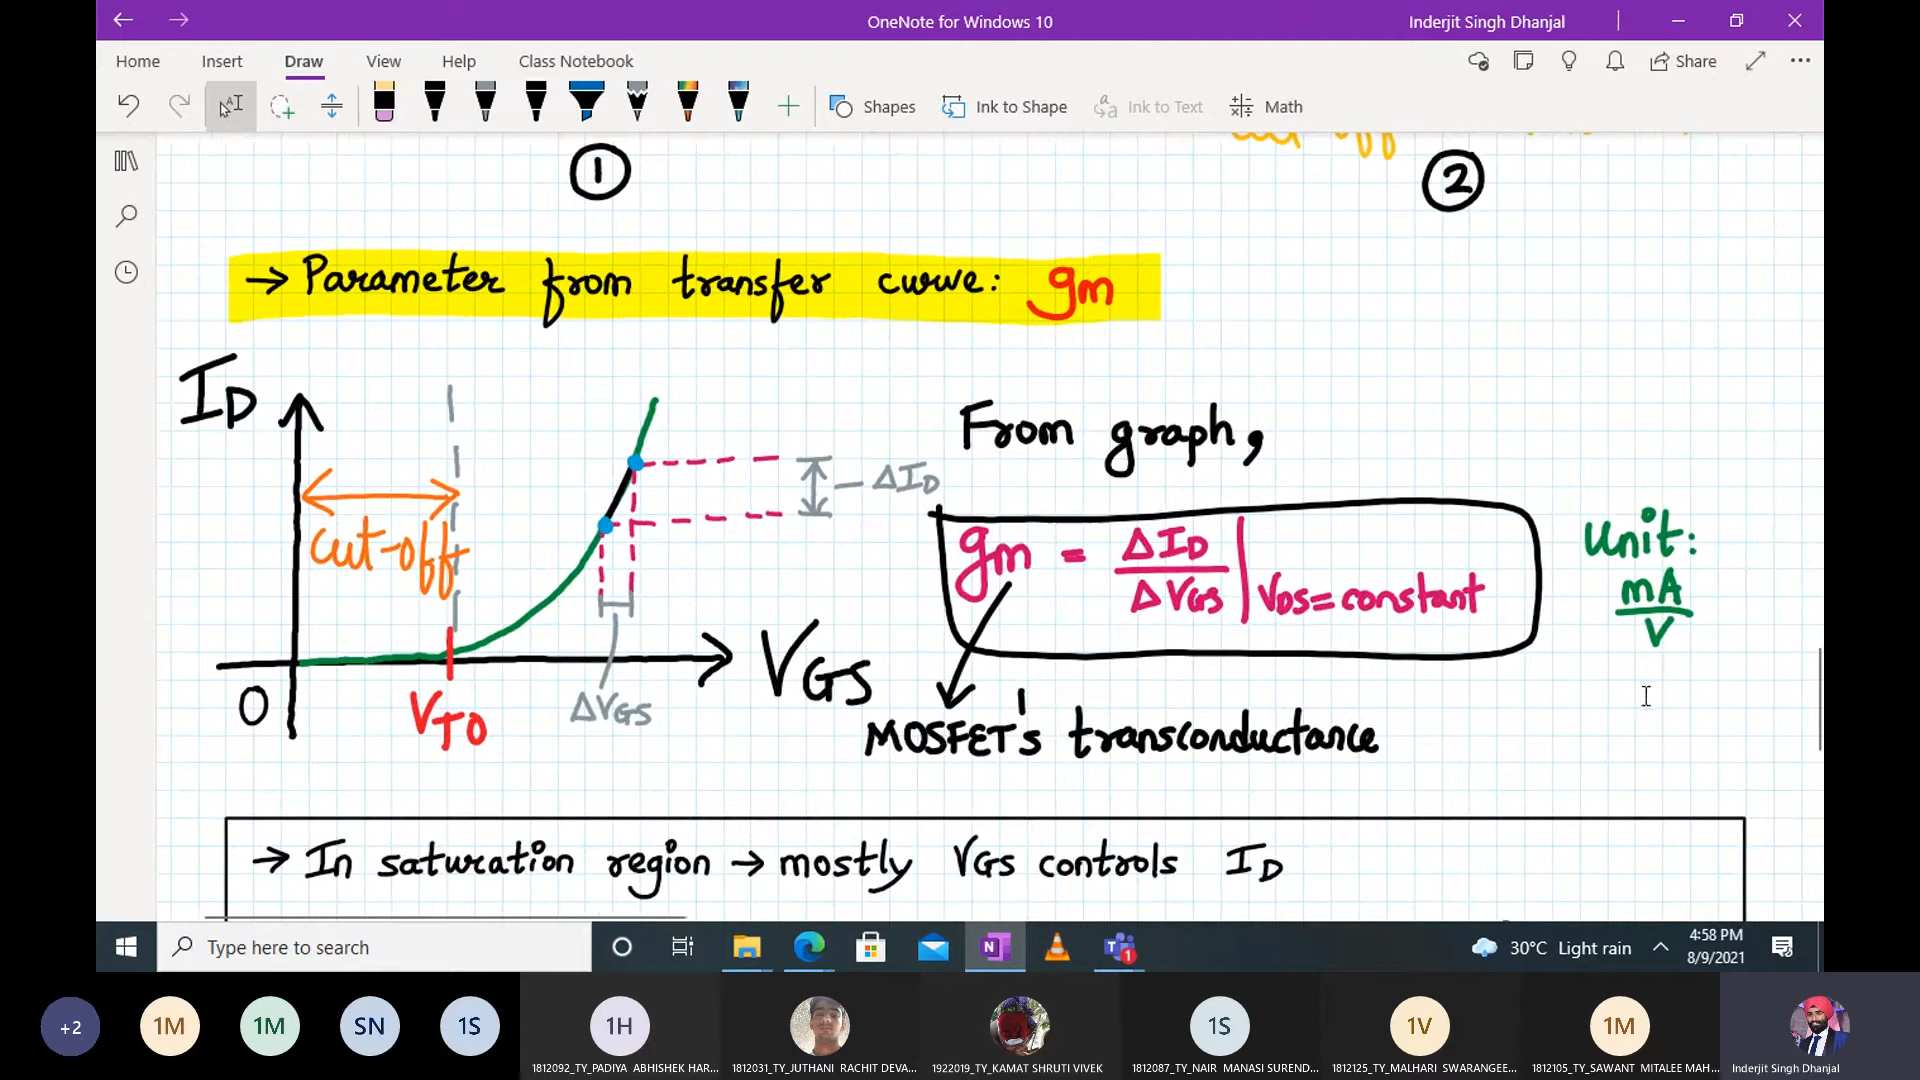 OneNote for Windows 10
Inderjit Singh Dhanjal
Home Insert Draw View Help Class Notebook
Share
Shapes Ink to Shape Ink to Text Math
cut off
1
2
→ Parameter from transfer curve: gm
ID
From graph,
ΔID
cut-off
gm = ΔID / ΔVGS | VDS = constant
Unit: mA / V
0
VTO
ΔVGS
VGS
MOSFET's transconductance
→ In saturation region → mostly VGS controls ID
Type here to search
30°C Light rain
4:58 PM
8/9/2021
+2 1M 1M SN 1S 1H 1S 1V 1M
1812092_TY_PADIYA ABHISHEK HAR...
1812031_TY_JUTHANI RACHIT DEVA...
1922019_TY_KAMAT SHRUTI VIVEK
1812087_TY_NAIR MANASI SUREND...
1812125_TY_MALHARI SWARANGEE...
1812105_TY_SAWANT MITALEE MAH...
Inderjit Singh Dhanjal